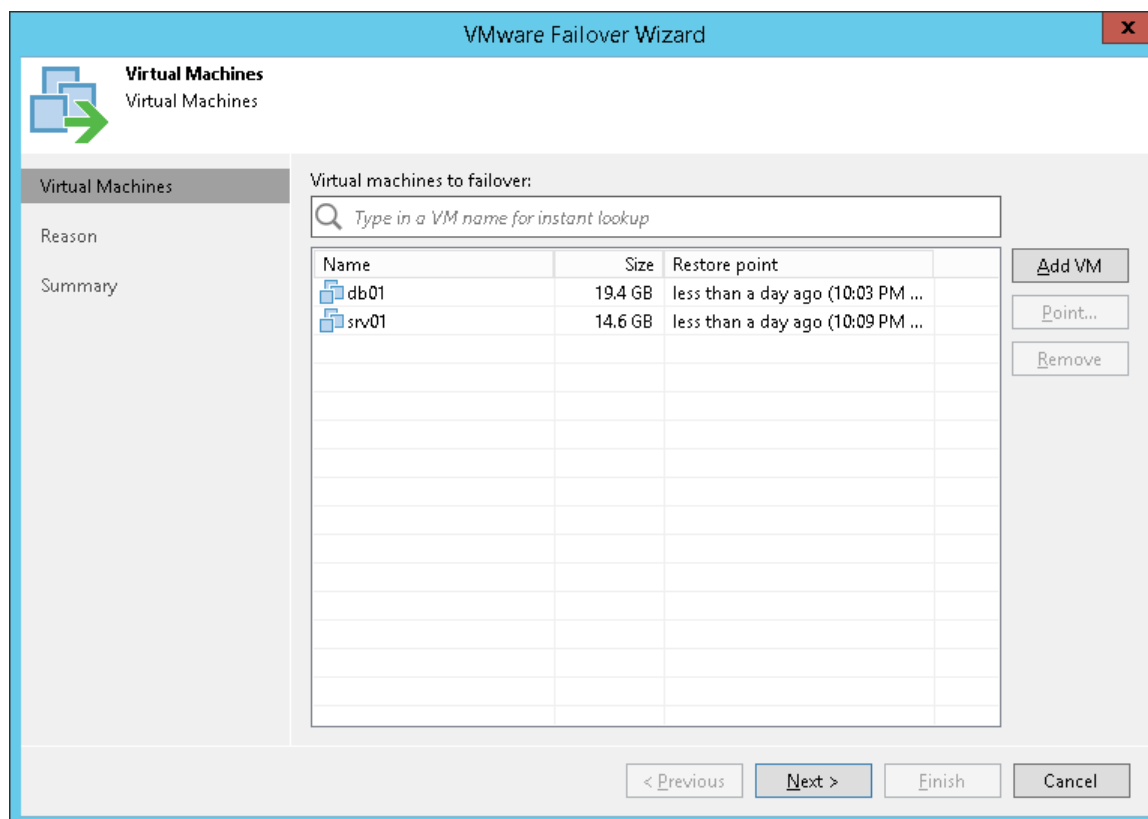 VMware Failover Wizard
x
Virtual Machines
Virtual Machines
Virtual Machines
Reason
Summary
Virtual machines to failover:
Type in a VM name for instant lookup
Name Size Restore point
db01 19.4 GB less than a day ago (10:03 PM ...
srv01 14.6 GB less than a day ago (10:09 PM ...
Add VM
Point...
Remove
< Previous Next > Finish Cancel